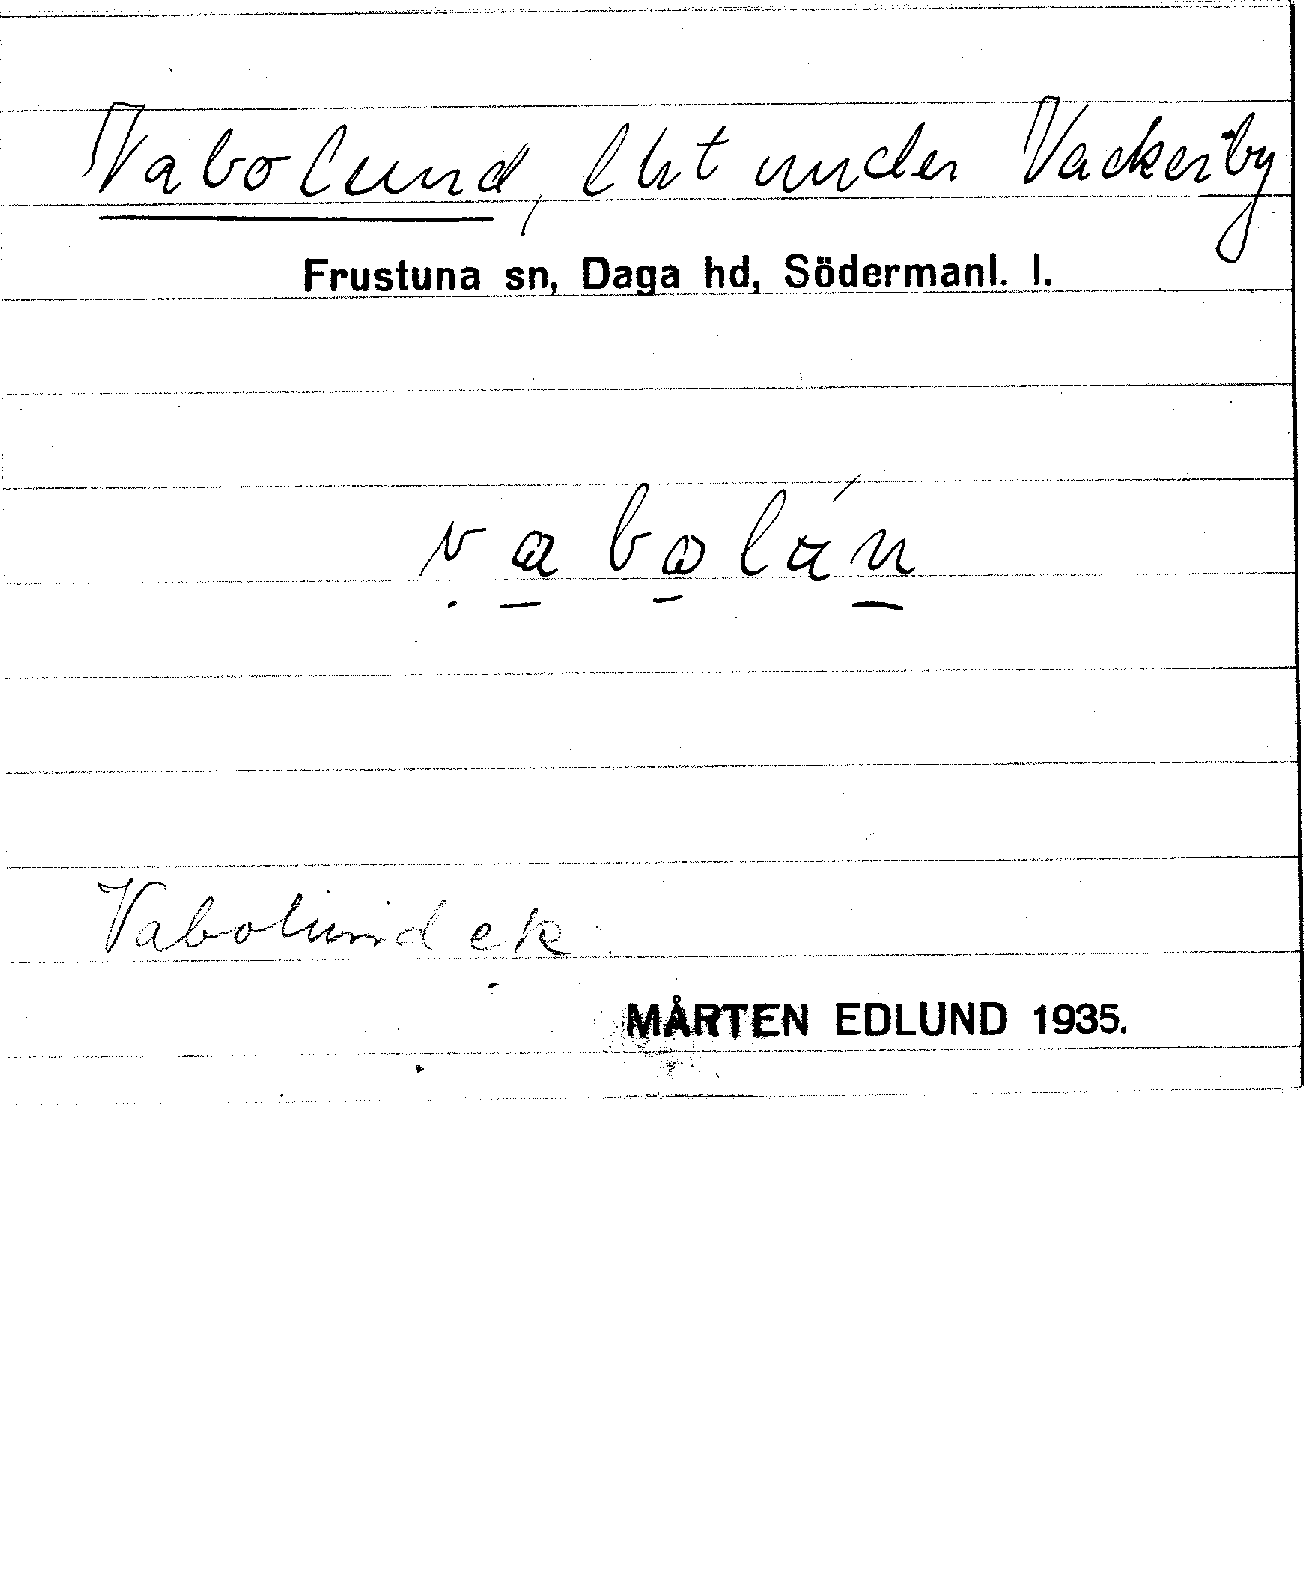 Vabolund, lht under Vackerby
Frustuna sn, Daga hd, Södermanl. l.
vabolán
Vabolund ek
MÅRTEN EDLUND 1935.